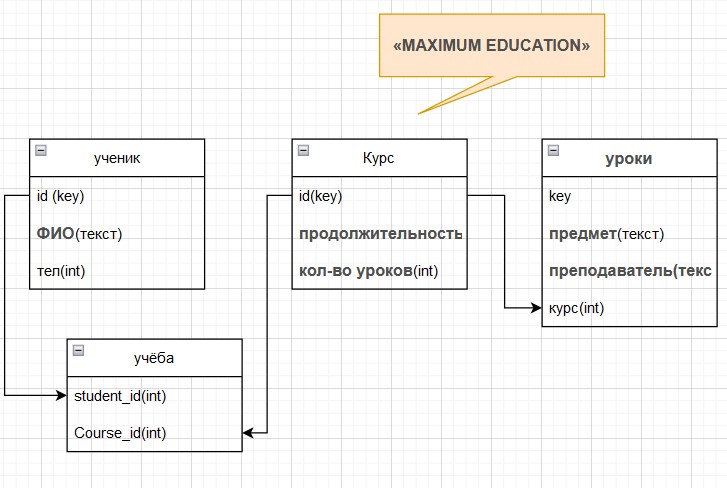 «MAXIMUM EDUCATION»
ученик
id (key)
ФИО(текст)
тел(int)
Курс
id(key)
продолжительность
кол-во уроков(int)
уроки
key
предмет(текст)
преподаватель(текс
курс(int)
учёба
student_id(int)
Course_id(int)